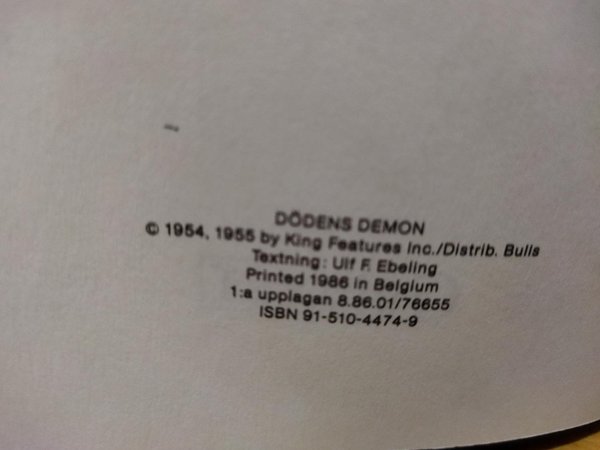 DÖDENS DEMON
© 1954, 1955 by King Features Inc./Distrib. Bulls
Textning: Ulf F. Ebeling
Printed 1986 in Belgium
1:a upplagan 8.86.01/76655
ISBN 91-510-4474-9